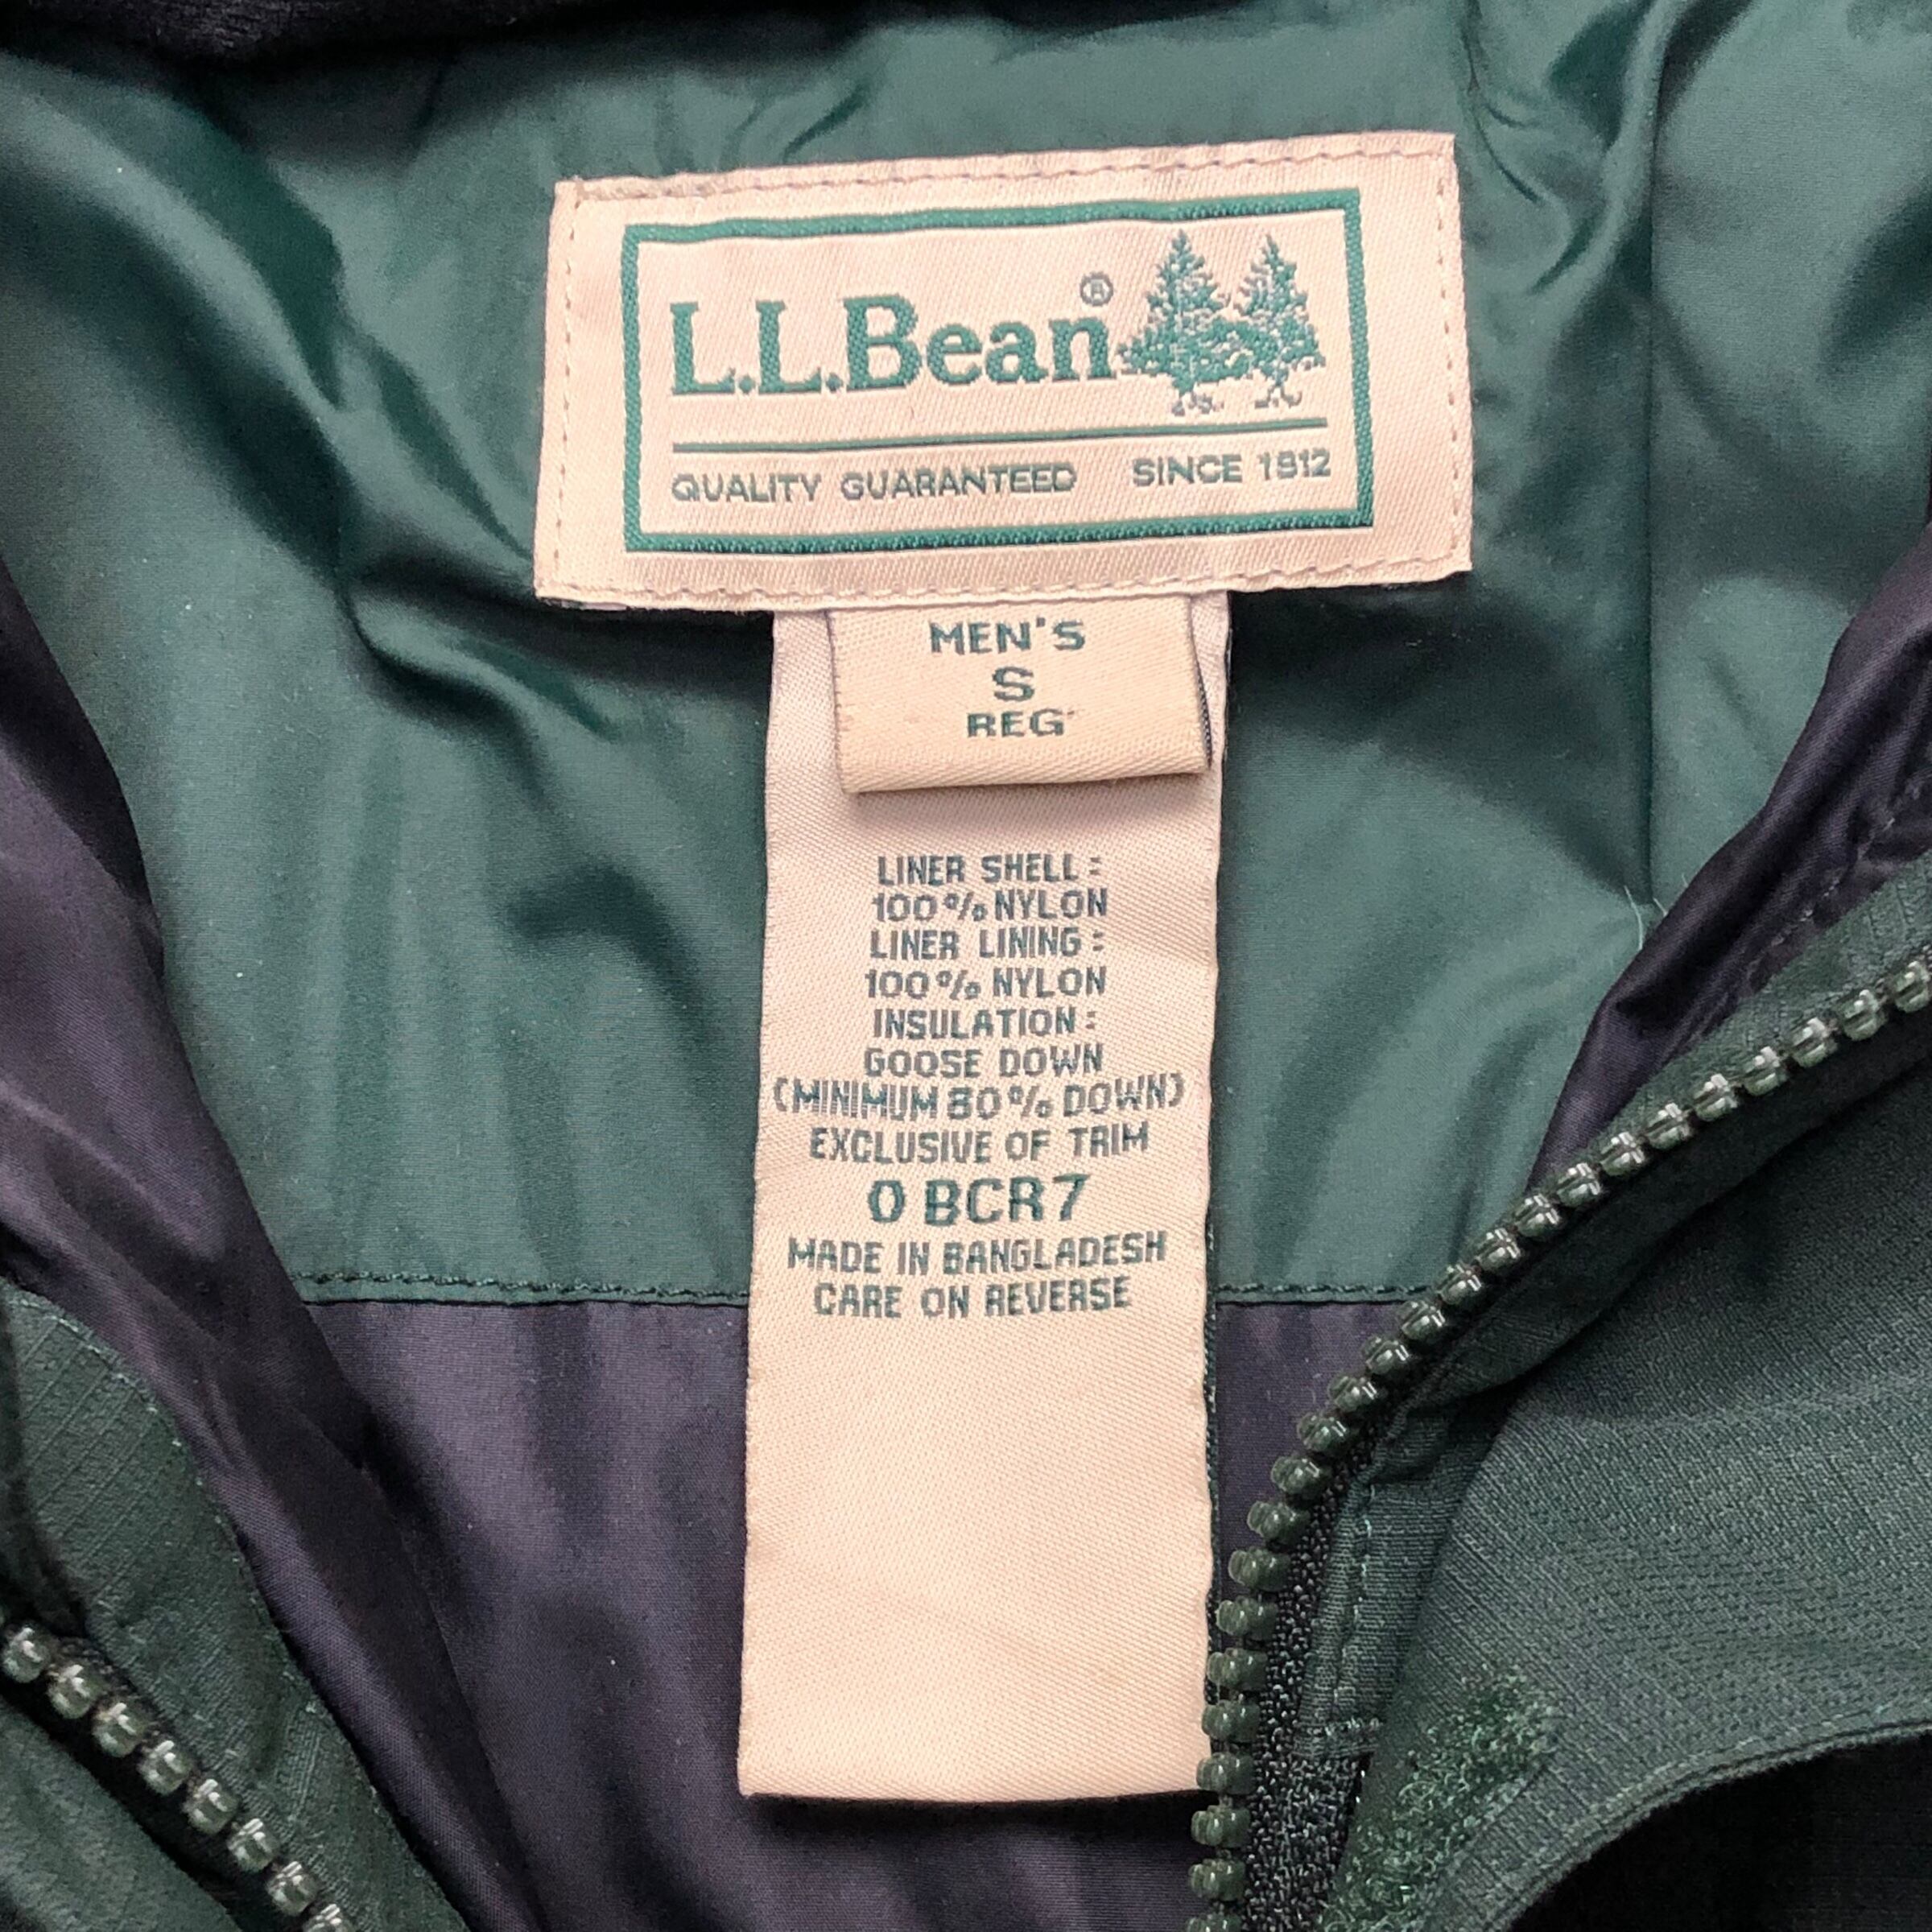 L.L.Bean®
QUALITY GUARANTEED SINCE 1912
MEN'S
S
REG
LINER SHELL:
100% NYLON
LINER LINING:
100% NYLON
INSULATION:
GOOSE DOWN
(MINIMUM 80% DOWN)
EXCLUSIVE OF TRIM
0 BCR7
MADE IN BANGLADESH
CARE ON REVERSE